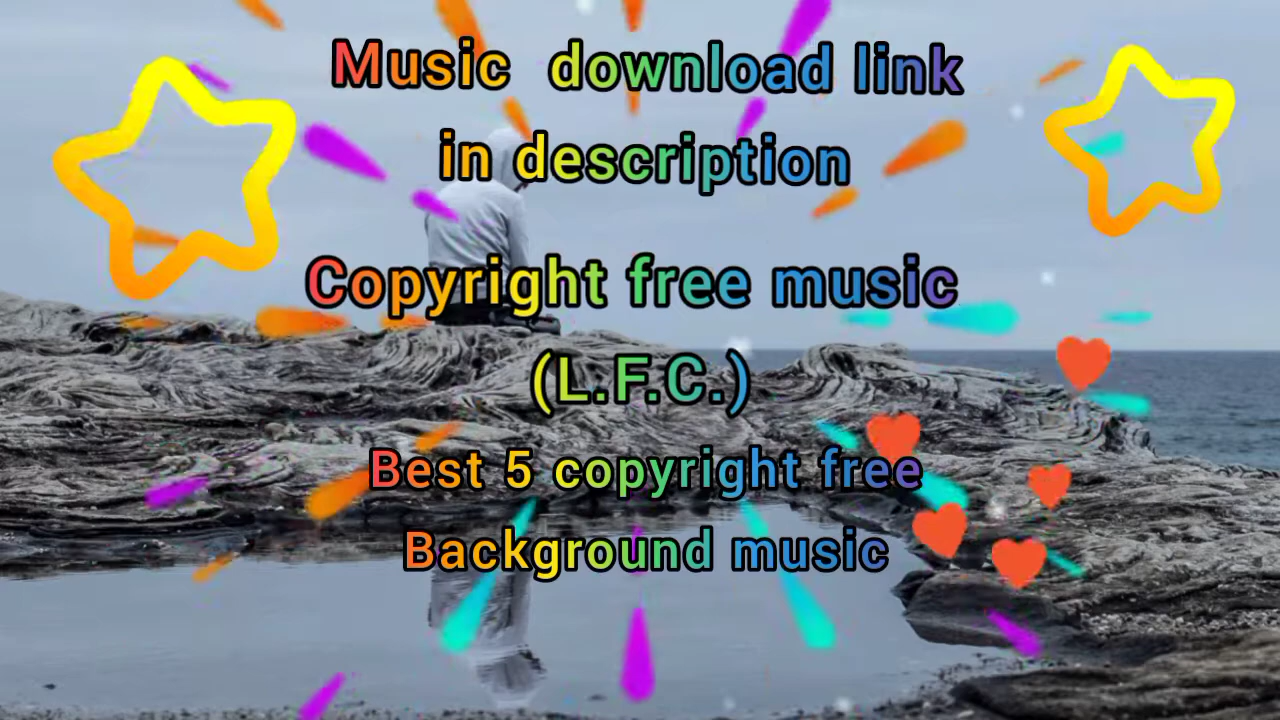 Music download link
in description
Copyright free music
(L.F.C.)
Best 5 copyright free
Background music